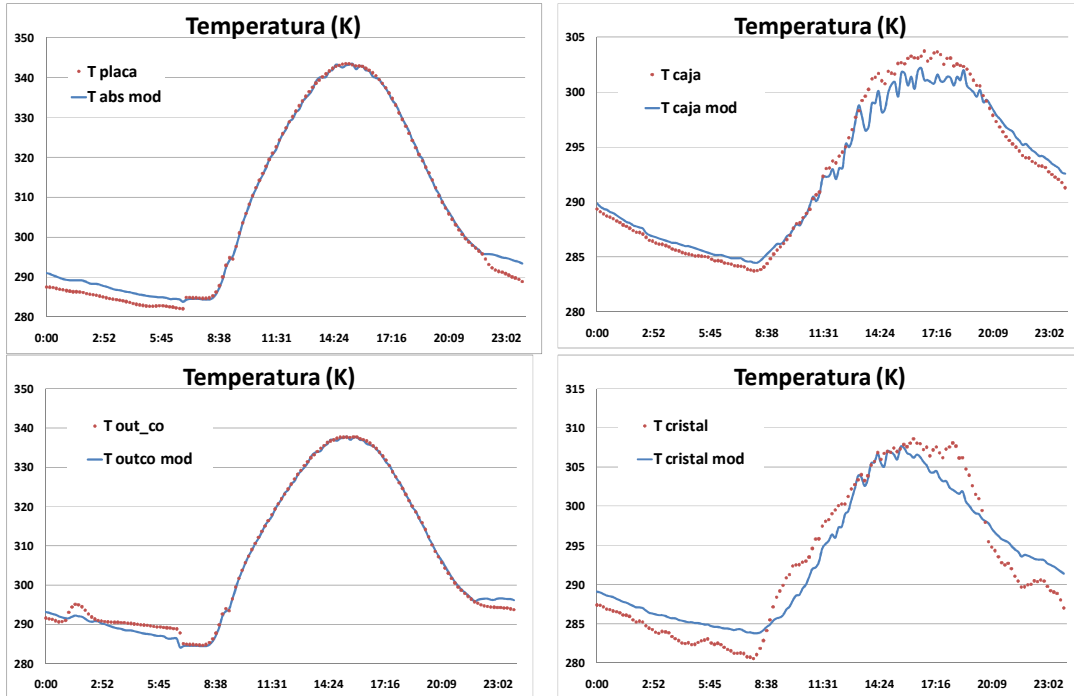 Temperatura (K)
350
340
330
320
310
300
290
280
T placa
T abs mod
0:00 2:52 5:45 8:38 11:31 14:24 17:16 20:09 23:02
Temperatura (K)
305
300
295
290
285
280
T caja
T caja mod
0:00 2:52 5:45 8:38 11:31 14:24 17:16 20:09 23:02
Temperatura (K)
350
340
330
320
310
300
290
280
T out_co
T outco mod
0:00 2:52 5:45 8:38 11:31 14:24 17:16 20:09 23:02
Temperatura (K)
315
310
305
300
295
290
285
280
T cristal
T cristal mod
0:00 2:52 5:45 8:38 11:31 14:24 17:16 20:09 23:02